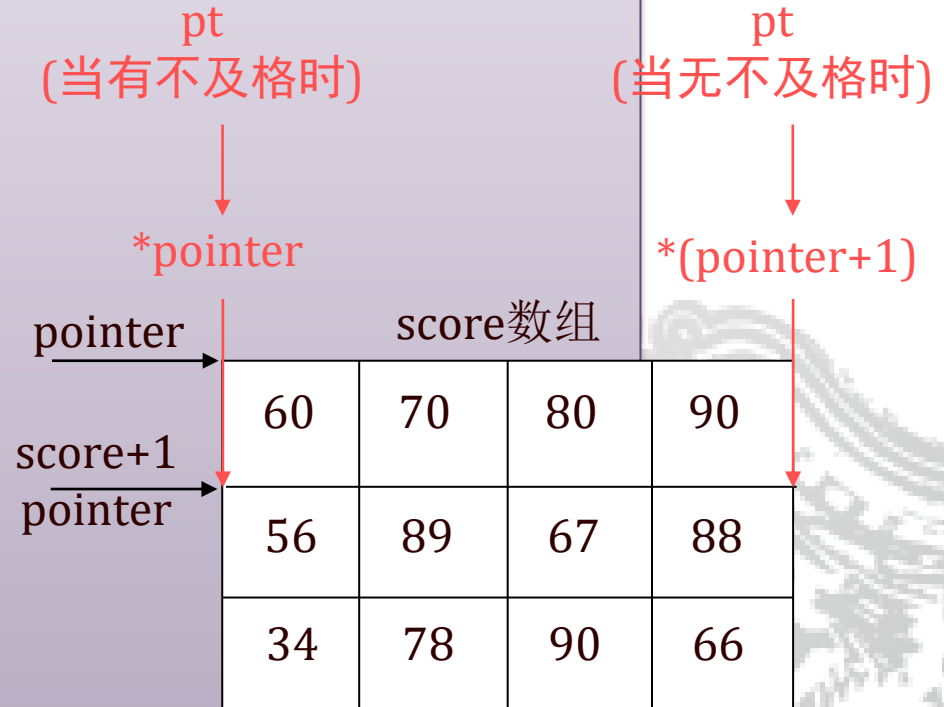 pt
(当有不及格时)
pt
(当无不及格时)
*pointer
*(pointer+1)
pointer
score数组
60 70 80 90
score+1
pointer
56 89 67 88
34 78 90 66